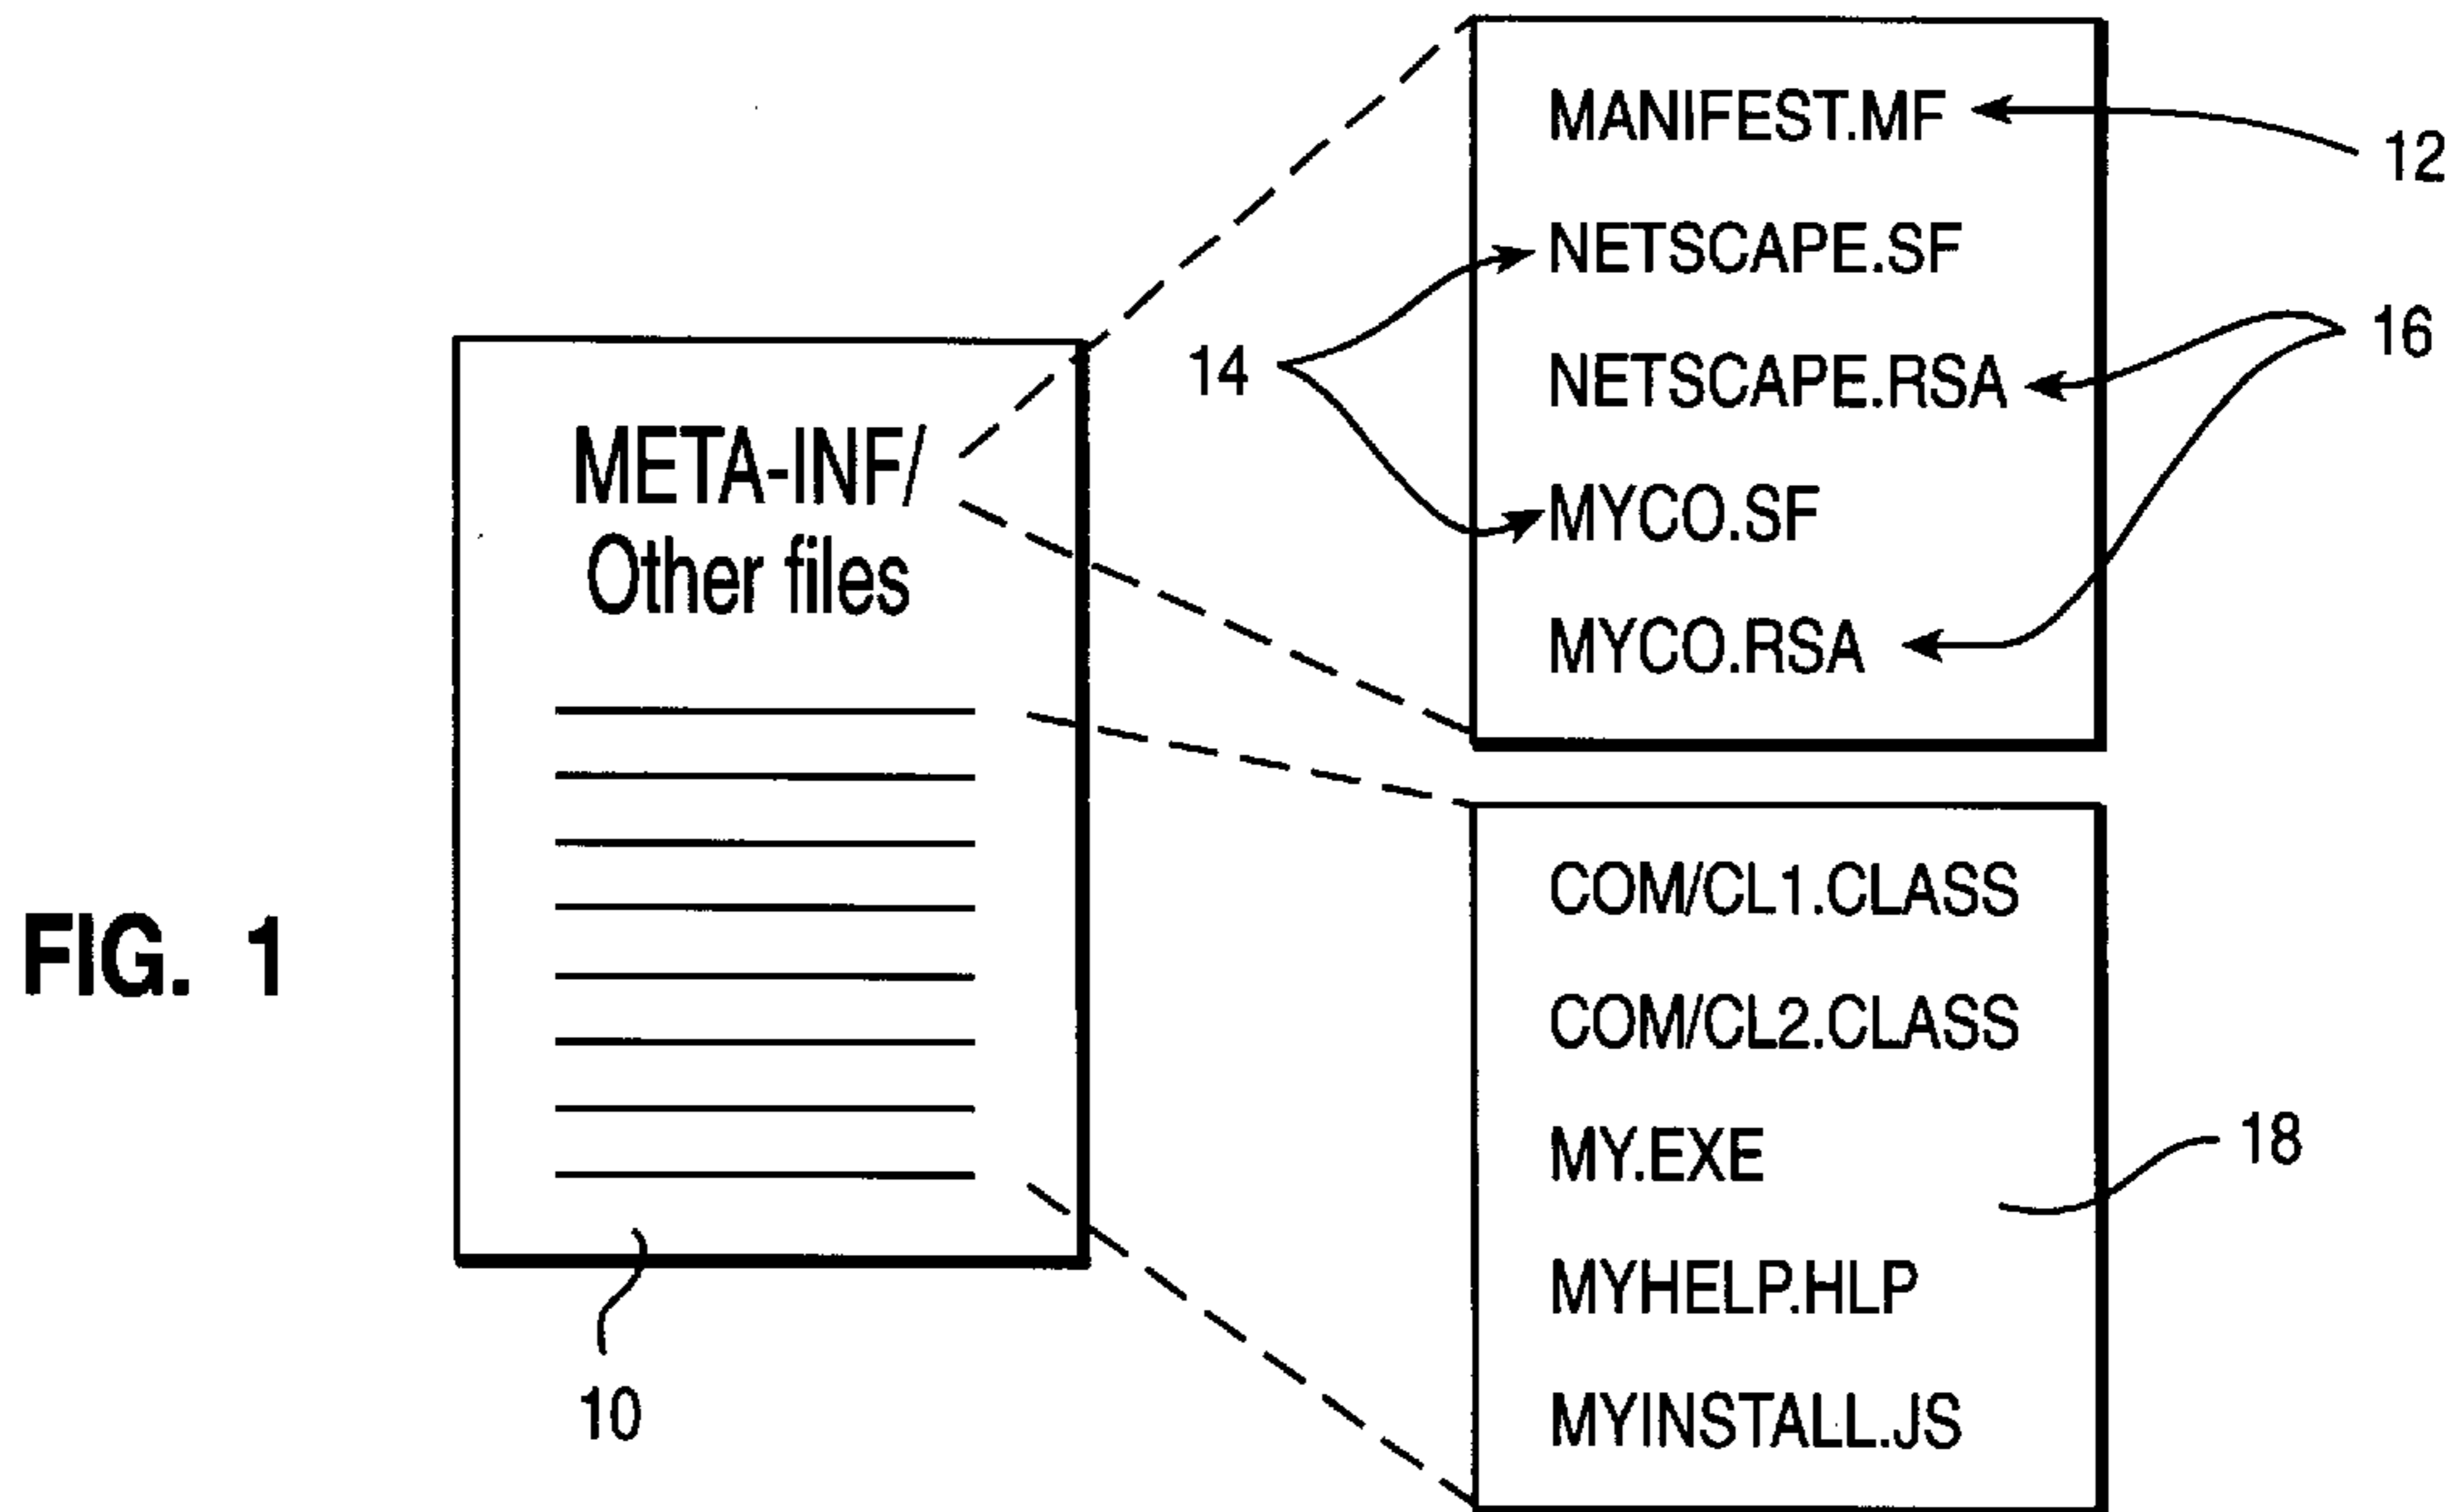 FIG. 1
META-INF/
Other files
10
MANIFEST.MF
12
NETSCAPE.SF
14
NETSCAPE.RSA
16
MYCO.SF
MYCO.RSA
COM/CL1.CLASS
COM/CL2.CLASS
MY.EXE
18
MYHELP.HLP
MYINSTALL.JS